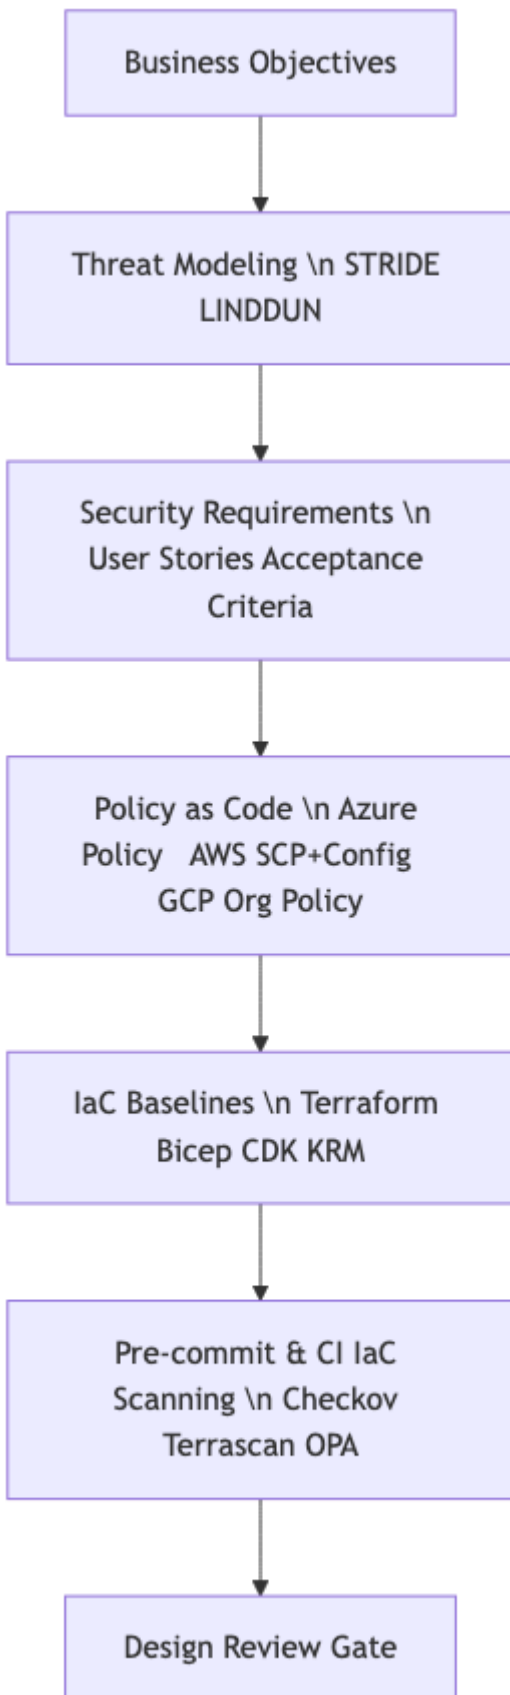 Business Objectives
Threat Modeling \n STRIDE
LINDDUN
Security Requirements \n
User Stories Acceptance
Criteria
Policy as Code \n Azure
Policy   AWS SCP+Config
GCP Org Policy
IaC Baselines \n Terraform
Bicep CDK KRM
Pre-commit & CI IaC
Scanning \n Checkov
Terrascan OPA
Design Review Gate